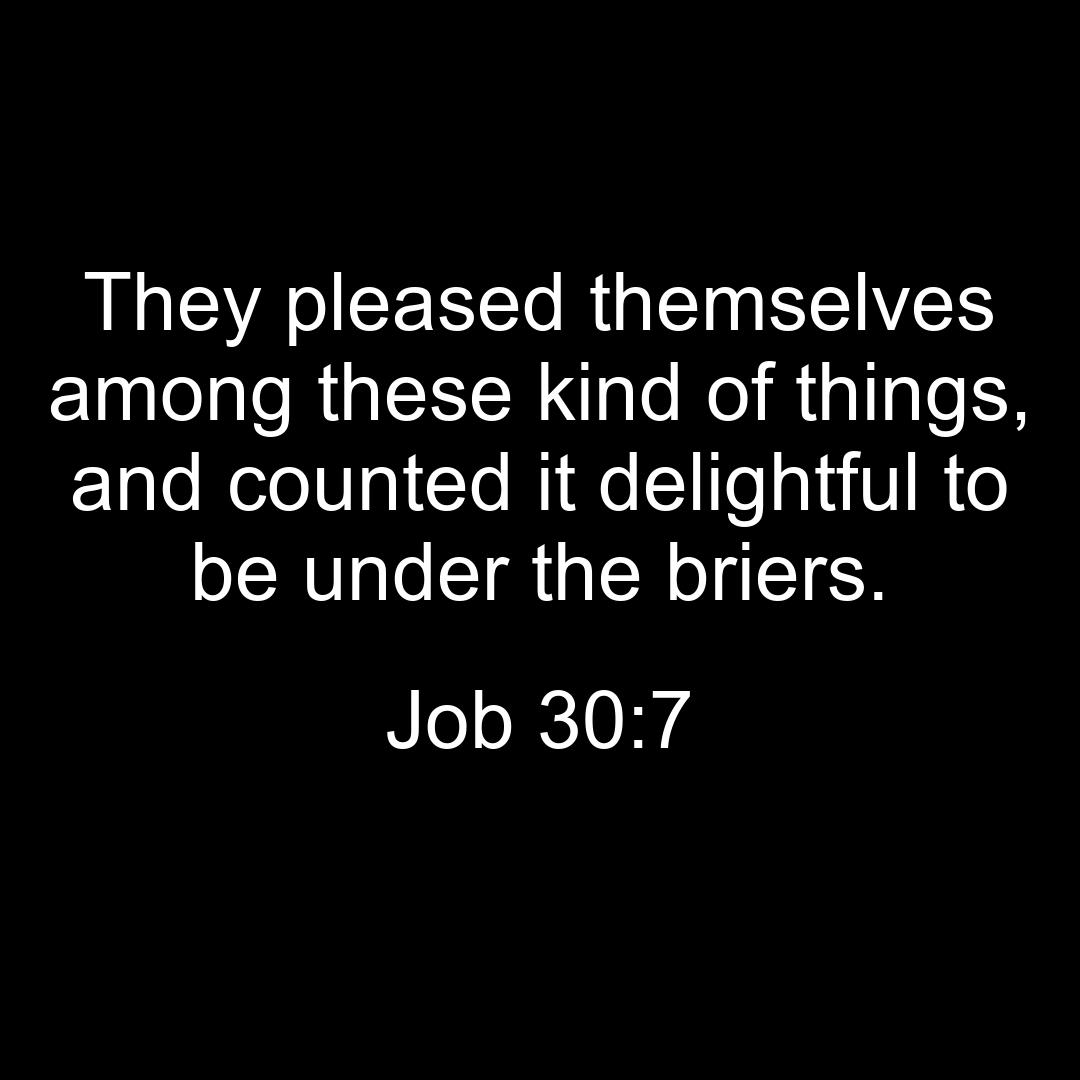 They pleased themselves
among these kind of things,
and counted it delightful to
be under the briers.
Job 30:7